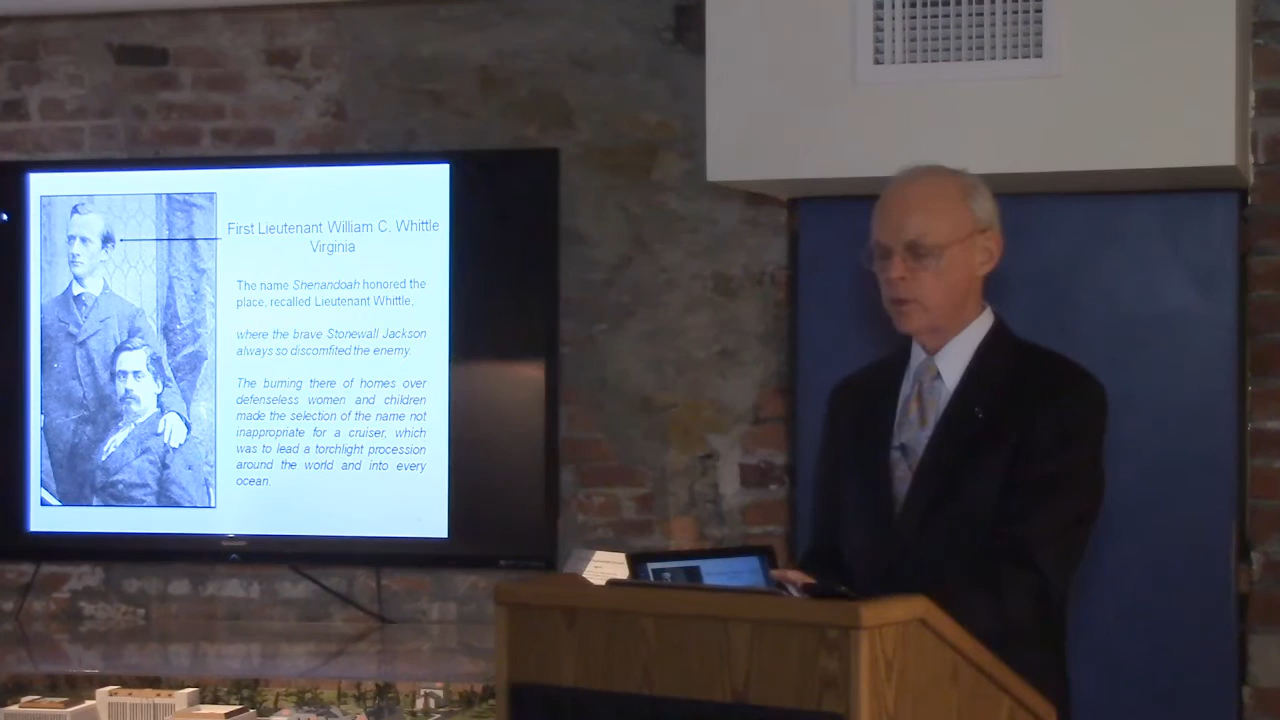 First Lieutenant William C. Whittle
Virginia
The name Shenandoah honored the
place, recalled Lieutenant Whittle,
where the brave Stonewall Jackson
always so discomfited the enemy.
The burning there of homes over
defenseless women and children
made the selection of the name not
inappropriate for a cruiser, which
was to lead a torchlight procession
around the world and into every
ocean.